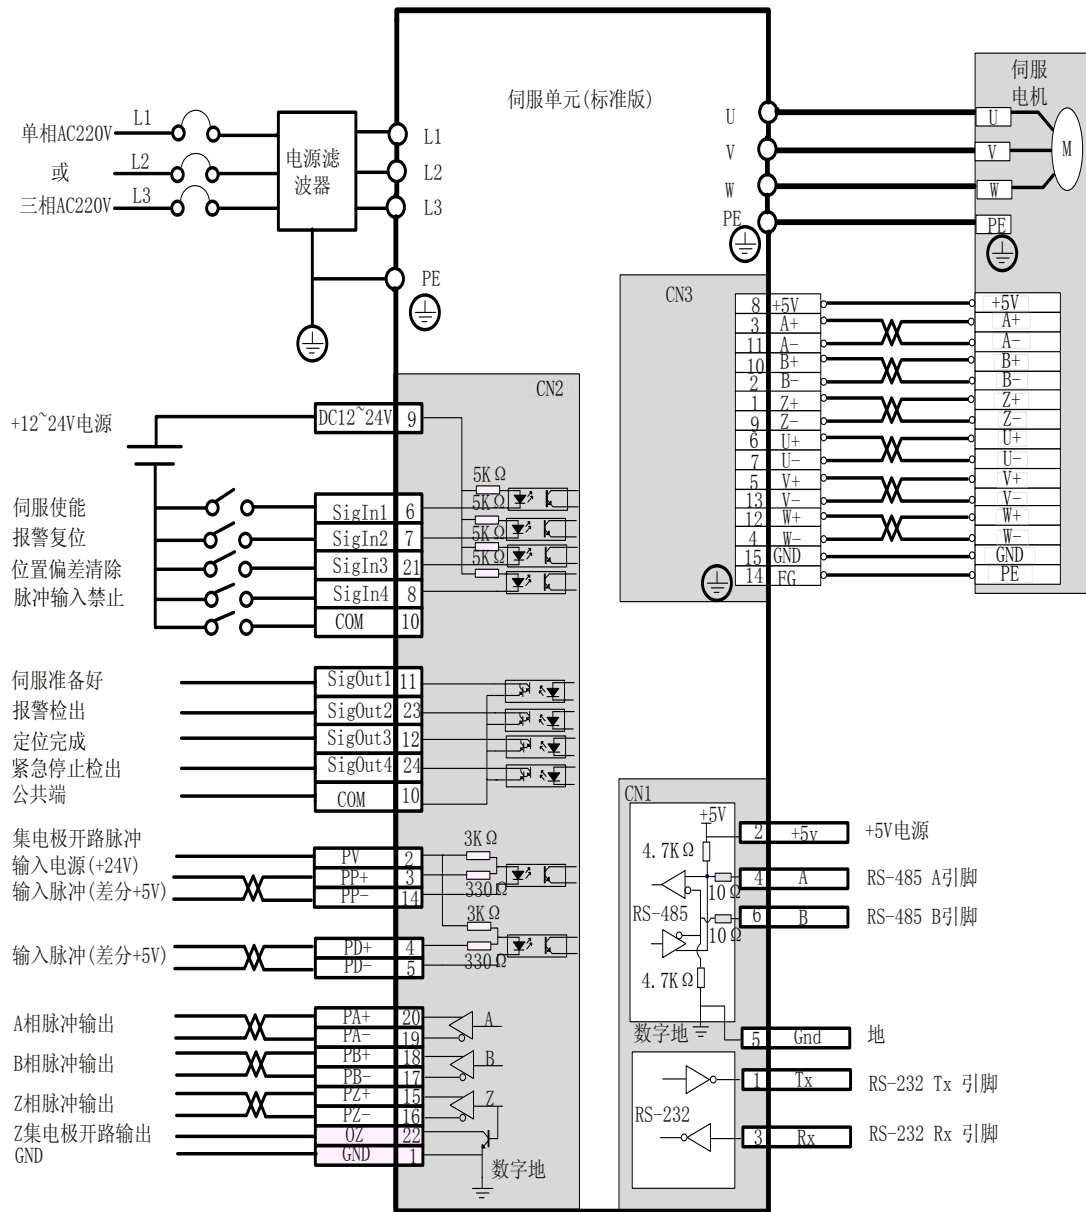 伺服单元(标准版)
单相AC220V
或
三相AC220V
L1
L2
L3
电源滤
波器
L1
L2
L3
PE
U
V
W
PE
伺服
电机
U
V
W
PE
M
CN3
8 +5V
3 A+
11 A-
10 B+
2 B-
1 Z+
9 Z-
6 U+
7 U-
5 V+
13 V-
12 W+
4 W-
15 GND
14 FG
+5V
A+
A-
B+
B-
Z+
Z-
U+
U-
V+
V-
W+
W-
GND
PE
CN2
+12~24V电源
DC12~24V 9
5KΩ
5KΩ
5KΩ
5KΩ
伺服使能 SigIn1 6
报警复位 SigIn2 7
位置偏差清除 SigIn3 21
脉冲输入禁止 SigIn4 8
COM 10
伺服准备好 SigOut1 11
报警检出 SigOut2 23
定位完成 SigOut3 12
紧急停止检出 SigOut4 24
公共端 COM 10
集电极开路脉冲
输入电源(+24V) PV 2
输入脉冲(差分+5V) PP+ 3
PP- 14
3KΩ
330Ω
3KΩ
330Ω
输入脉冲(差分+5V) PD+ 4
PD- 5
A相脉冲输出 PA+ 20 A
PA- 19
B相脉冲输出 PB+ 18 B
PB- 17
Z相脉冲输出 PZ+ 15 Z
PZ- 16
Z集电极开路输出 OZ 22
GND GND 1
数字地
CN1
+5V
4.7KΩ
10Ω
RS-485
10Ω
4.7KΩ
数字地
RS-232
2 +5v +5V电源
4 A RS-485 A引脚
6 B RS-485 B引脚
5 Gnd 地
1 Tx RS-232 Tx 引脚
3 Rx RS-232 Rx 引脚